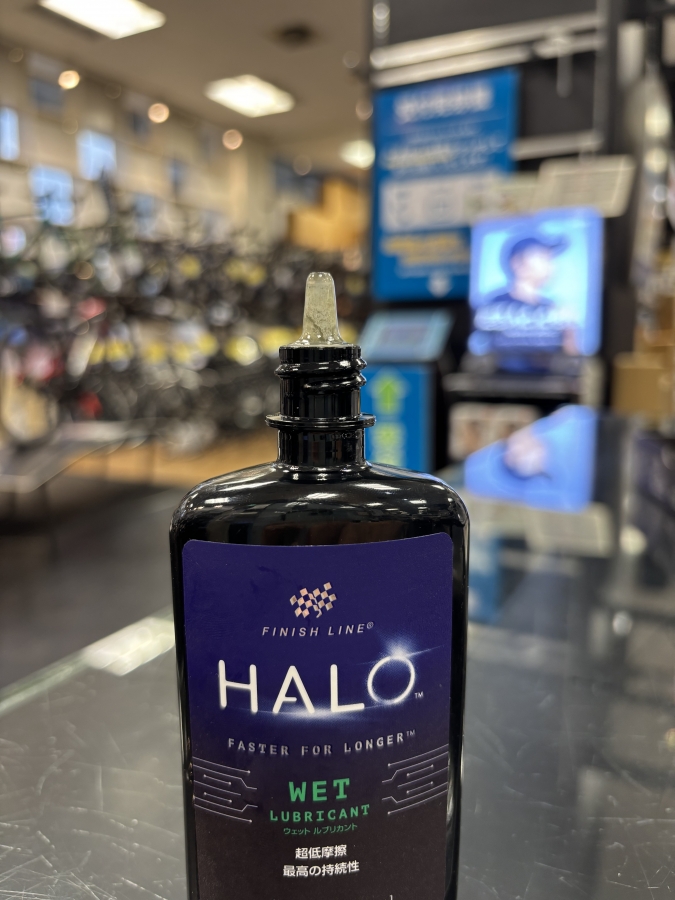 FINISH LINE®
HALO™
FASTER FOR LONGER™
WET
LUBRICANT
ウェット ルブリカント
超低摩擦
最高の持続性